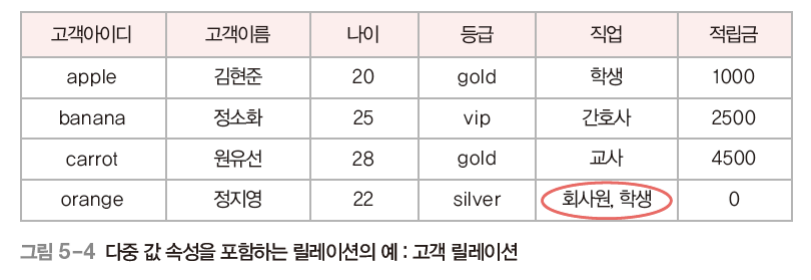 고객아이디 고객이름 나이 등급 직업 적립금
apple 김현준 20 gold 학생 1000
banana 정소화 25 vip 간호사 2500
carrot 원유선 28 gold 교사 4500
orange 정지영 22 silver 회사원, 학생 0
그림 5-4 다중 값 속성을 포함하는 릴레이션의 예 : 고객 릴레이션